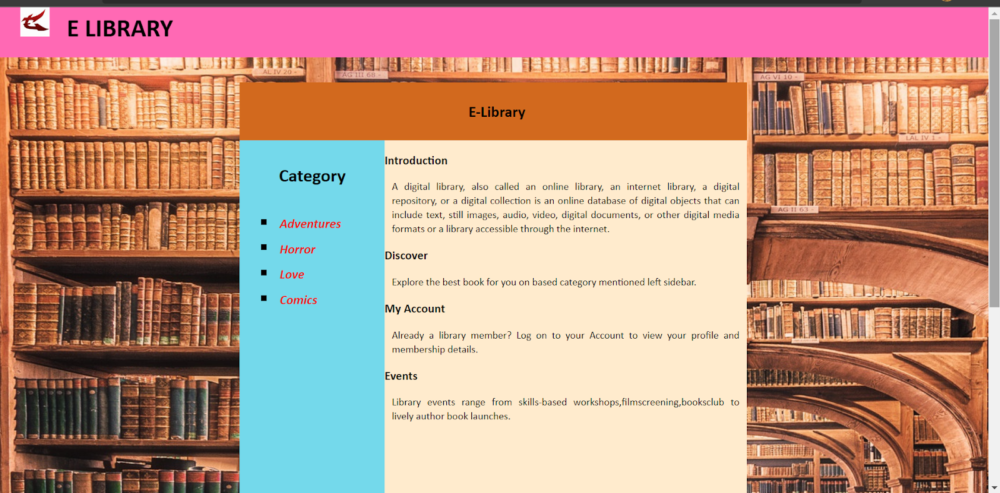 E LIBRARY
AL IV 20 -
AG III 68 -
AG VI 10 -
E-Library
LAL IV 1 -
Category
Adventures
Horror
Love
Comics
Introduction
A digital library, also called an online library, an internet library, a digital
repository, or a digital collection is an online database of digital objects that can
include text, still images, audio, video, digital documents, or other digital media
formats or a library accessible through the internet.
AG II 63 -
Discover
Explore the best book for you on based category mentioned left sidebar.
My Account
Already a library member? Log on to your Account to view your profile and
membership details.
Events
Library events range from skills-based workshops,filmscreening,booksclub to
lively author book launches.